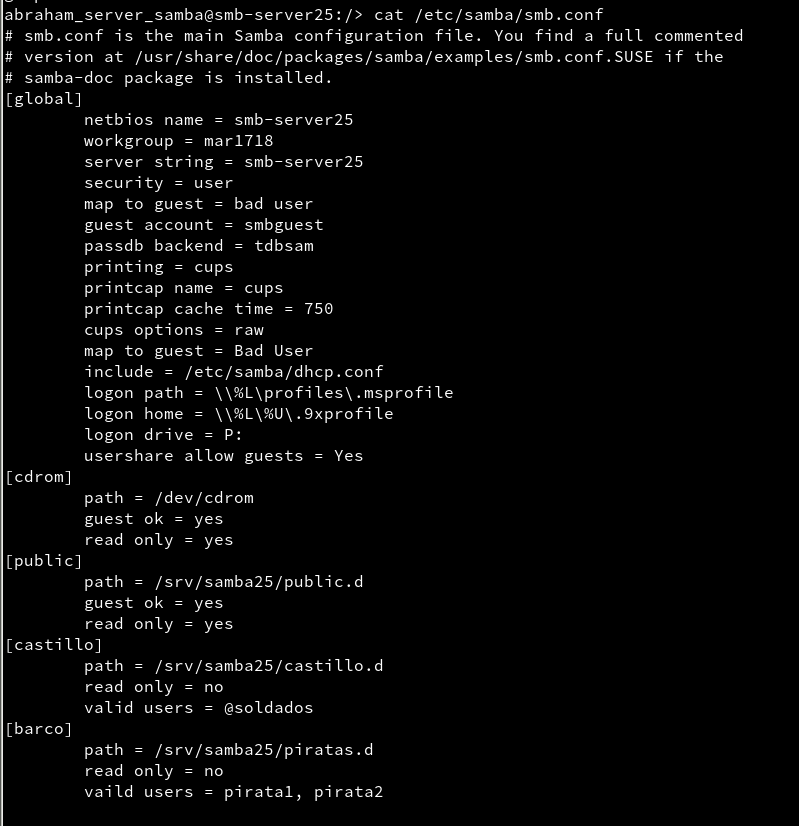 abraham_server_samba@smb-server25:/> cat /etc/samba/smb.conf
# smb.conf is the main Samba configuration file. You find a full commented
# version at /usr/share/doc/packages/samba/examples/smb.conf.SUSE if the
# samba-doc package is installed.
[global]
        netbios name = smb-server25
        workgroup = mar1718
        server string = smb-server25
        security = user
        map to guest = bad user
        guest account = smbguest
        passdb backend = tdbsam
        printing = cups
        printcap name = cups
        printcap cache time = 750
        cups options = raw
        map to guest = Bad User
        include = /etc/samba/dhcp.conf
        logon path = \\%L\profiles\.msprofile
        logon home = \\%L\%U\.9xprofile
        logon drive = P:
        usershare allow guests = Yes
[cdrom]
        path = /dev/cdrom
        guest ok = yes
        read only = yes
[public]
        path = /srv/samba25/public.d
        guest ok = yes
        read only = yes
[castillo]
        path = /srv/samba25/castillo.d
        read only = no
        valid users = @soldados
[barco]
        path = /srv/samba25/piratas.d
        read only = no
        vaild users = pirata1, pirata2